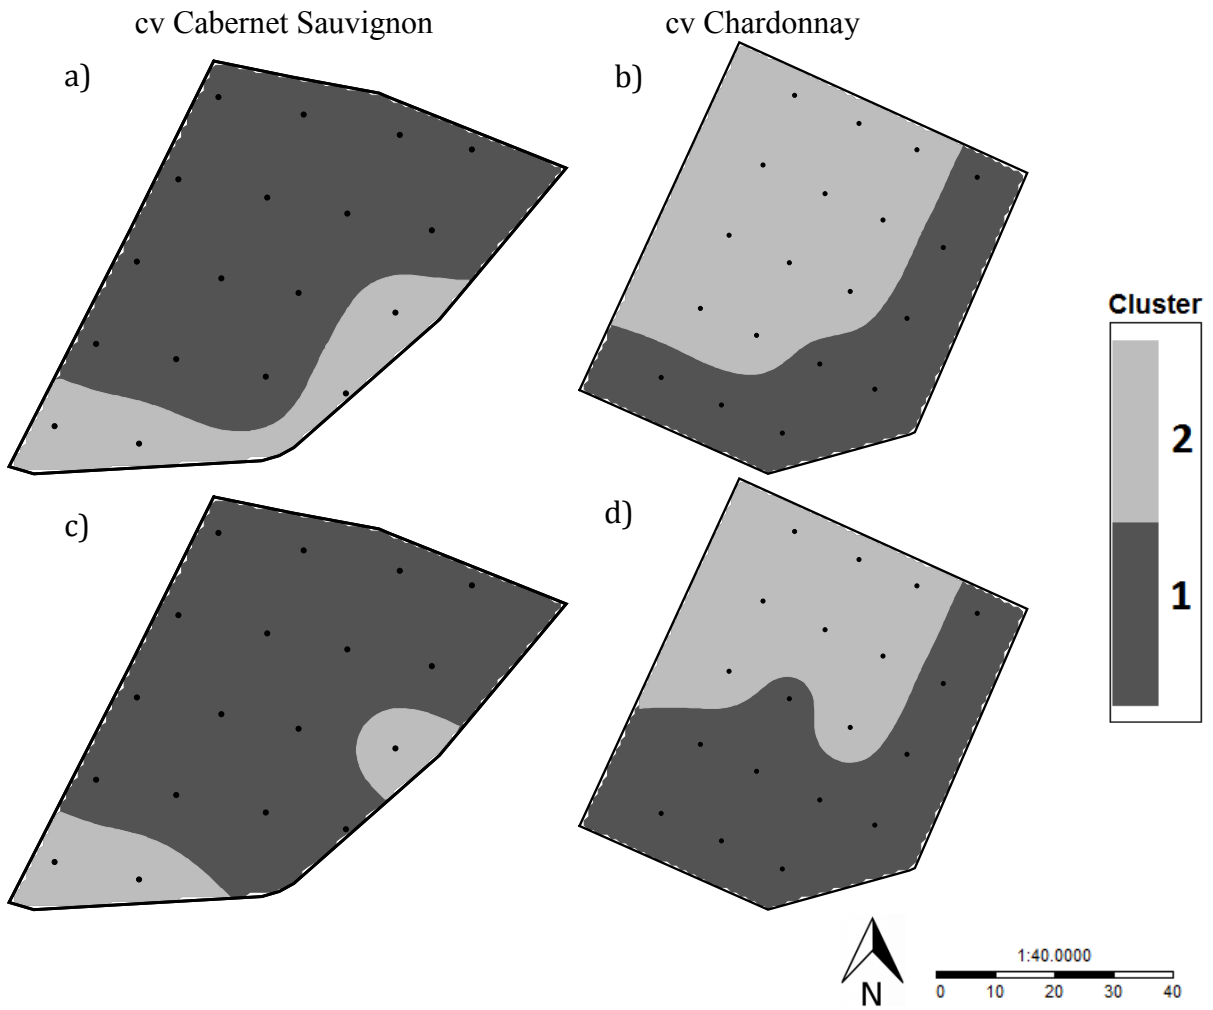 cv Cabernet Sauvignon
cv Chardonnay
a)
b)
Cluster
2
1
c)
d)
1:40.0000
N
0 10 20 30 40